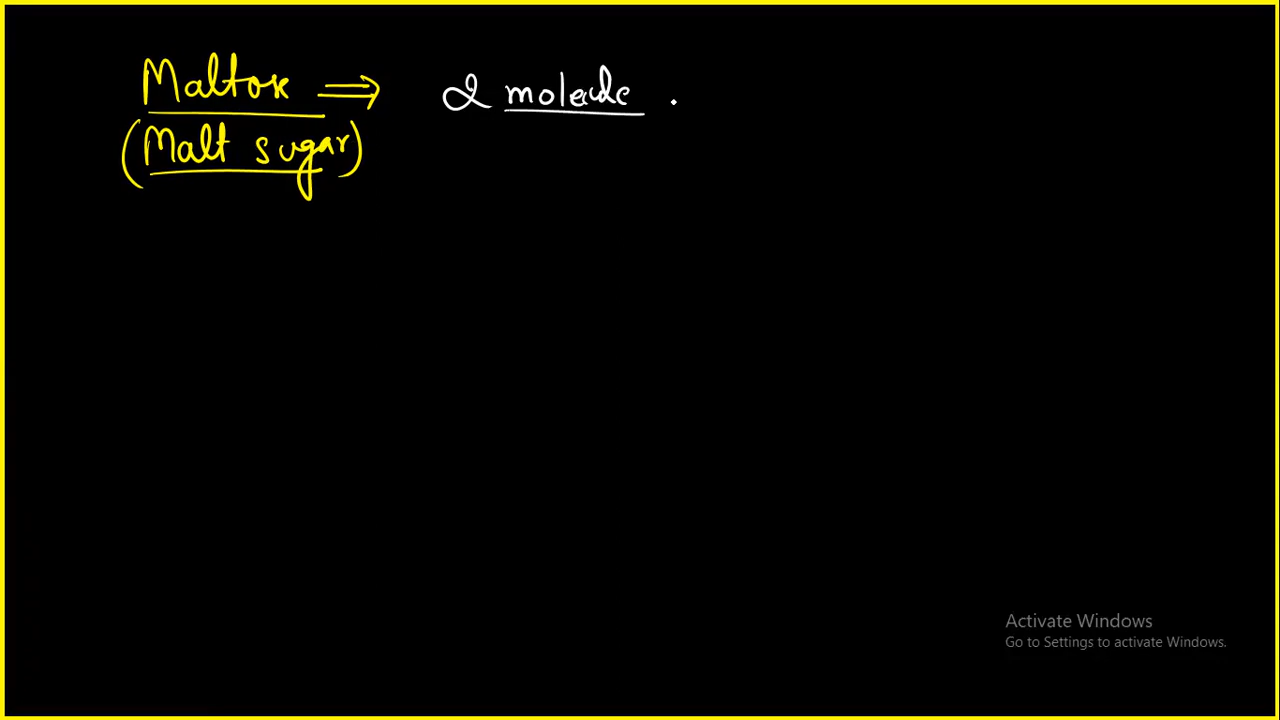 Maltose ⇒ 2 molecule
(Malt sugar)
Activate Windows
Go to Settings to activate Windows.